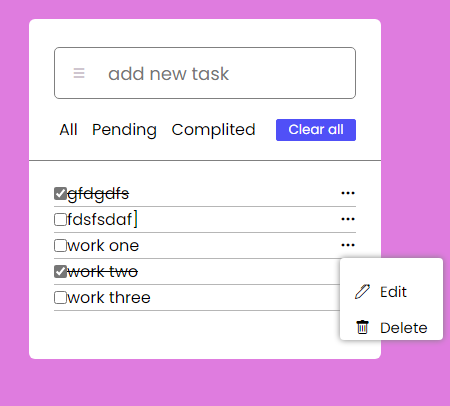 add new task
All Pending Complited Clear all
gfdgdfs
fdsfsdaf]
work one
work two
work three
Edit
Delete